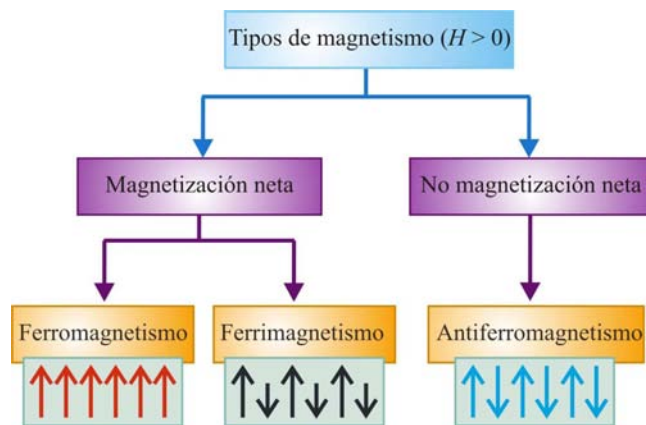 Tipos de magnetismo (H > 0)
Magnetización neta
No magnetización neta
Ferromagnetismo
Ferrimagnetismo
Antiferromagnetismo